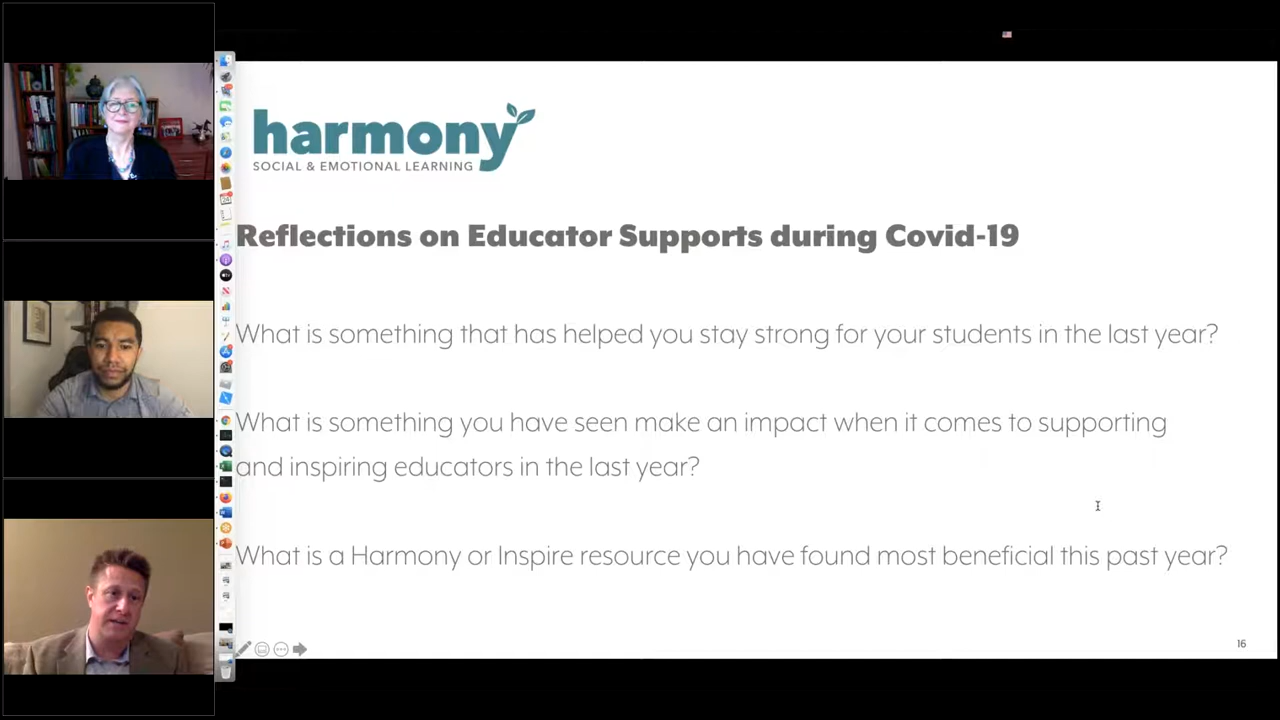 harmony
SOCIAL & EMOTIONAL LEARNING
Reflections on Educator Supports during Covid-19
What is something that has helped you stay strong for your students in the last year?
What is something you have seen make an impact when it comes to supporting
and inspiring educators in the last year?
What is a Harmony or Inspire resource you have found most beneficial this past year?
16